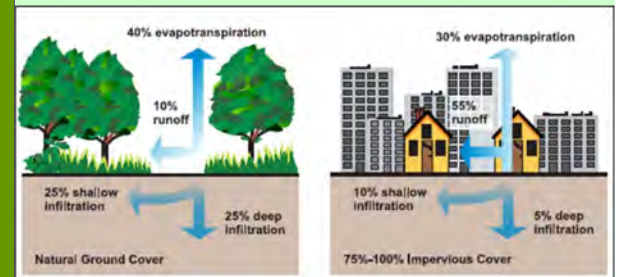 40% evapotranspiration
10%
runoff
25% shallow
infiltration
25% deep
infiltration
Natural Ground Cover
30% evapotranspiration
55%
runoff
10% shallow
infiltration
5% deep
infiltration
75%–100% Impervious Cover